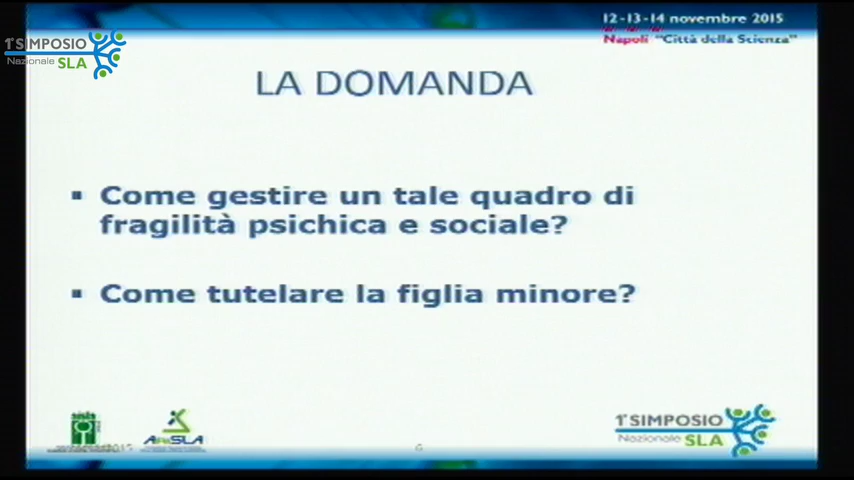 12-13-14 novembre 2015
Napoli "Città della Scienza"
1° SIMPOSIO
Nazionale SLA
LA DOMANDA
▪ Come gestire un tale quadro di
fragilità psichica e sociale?
▪ Come tutelare la figlia minore?
AriSLA
6
1° SIMPOSIO
Nazionale SLA